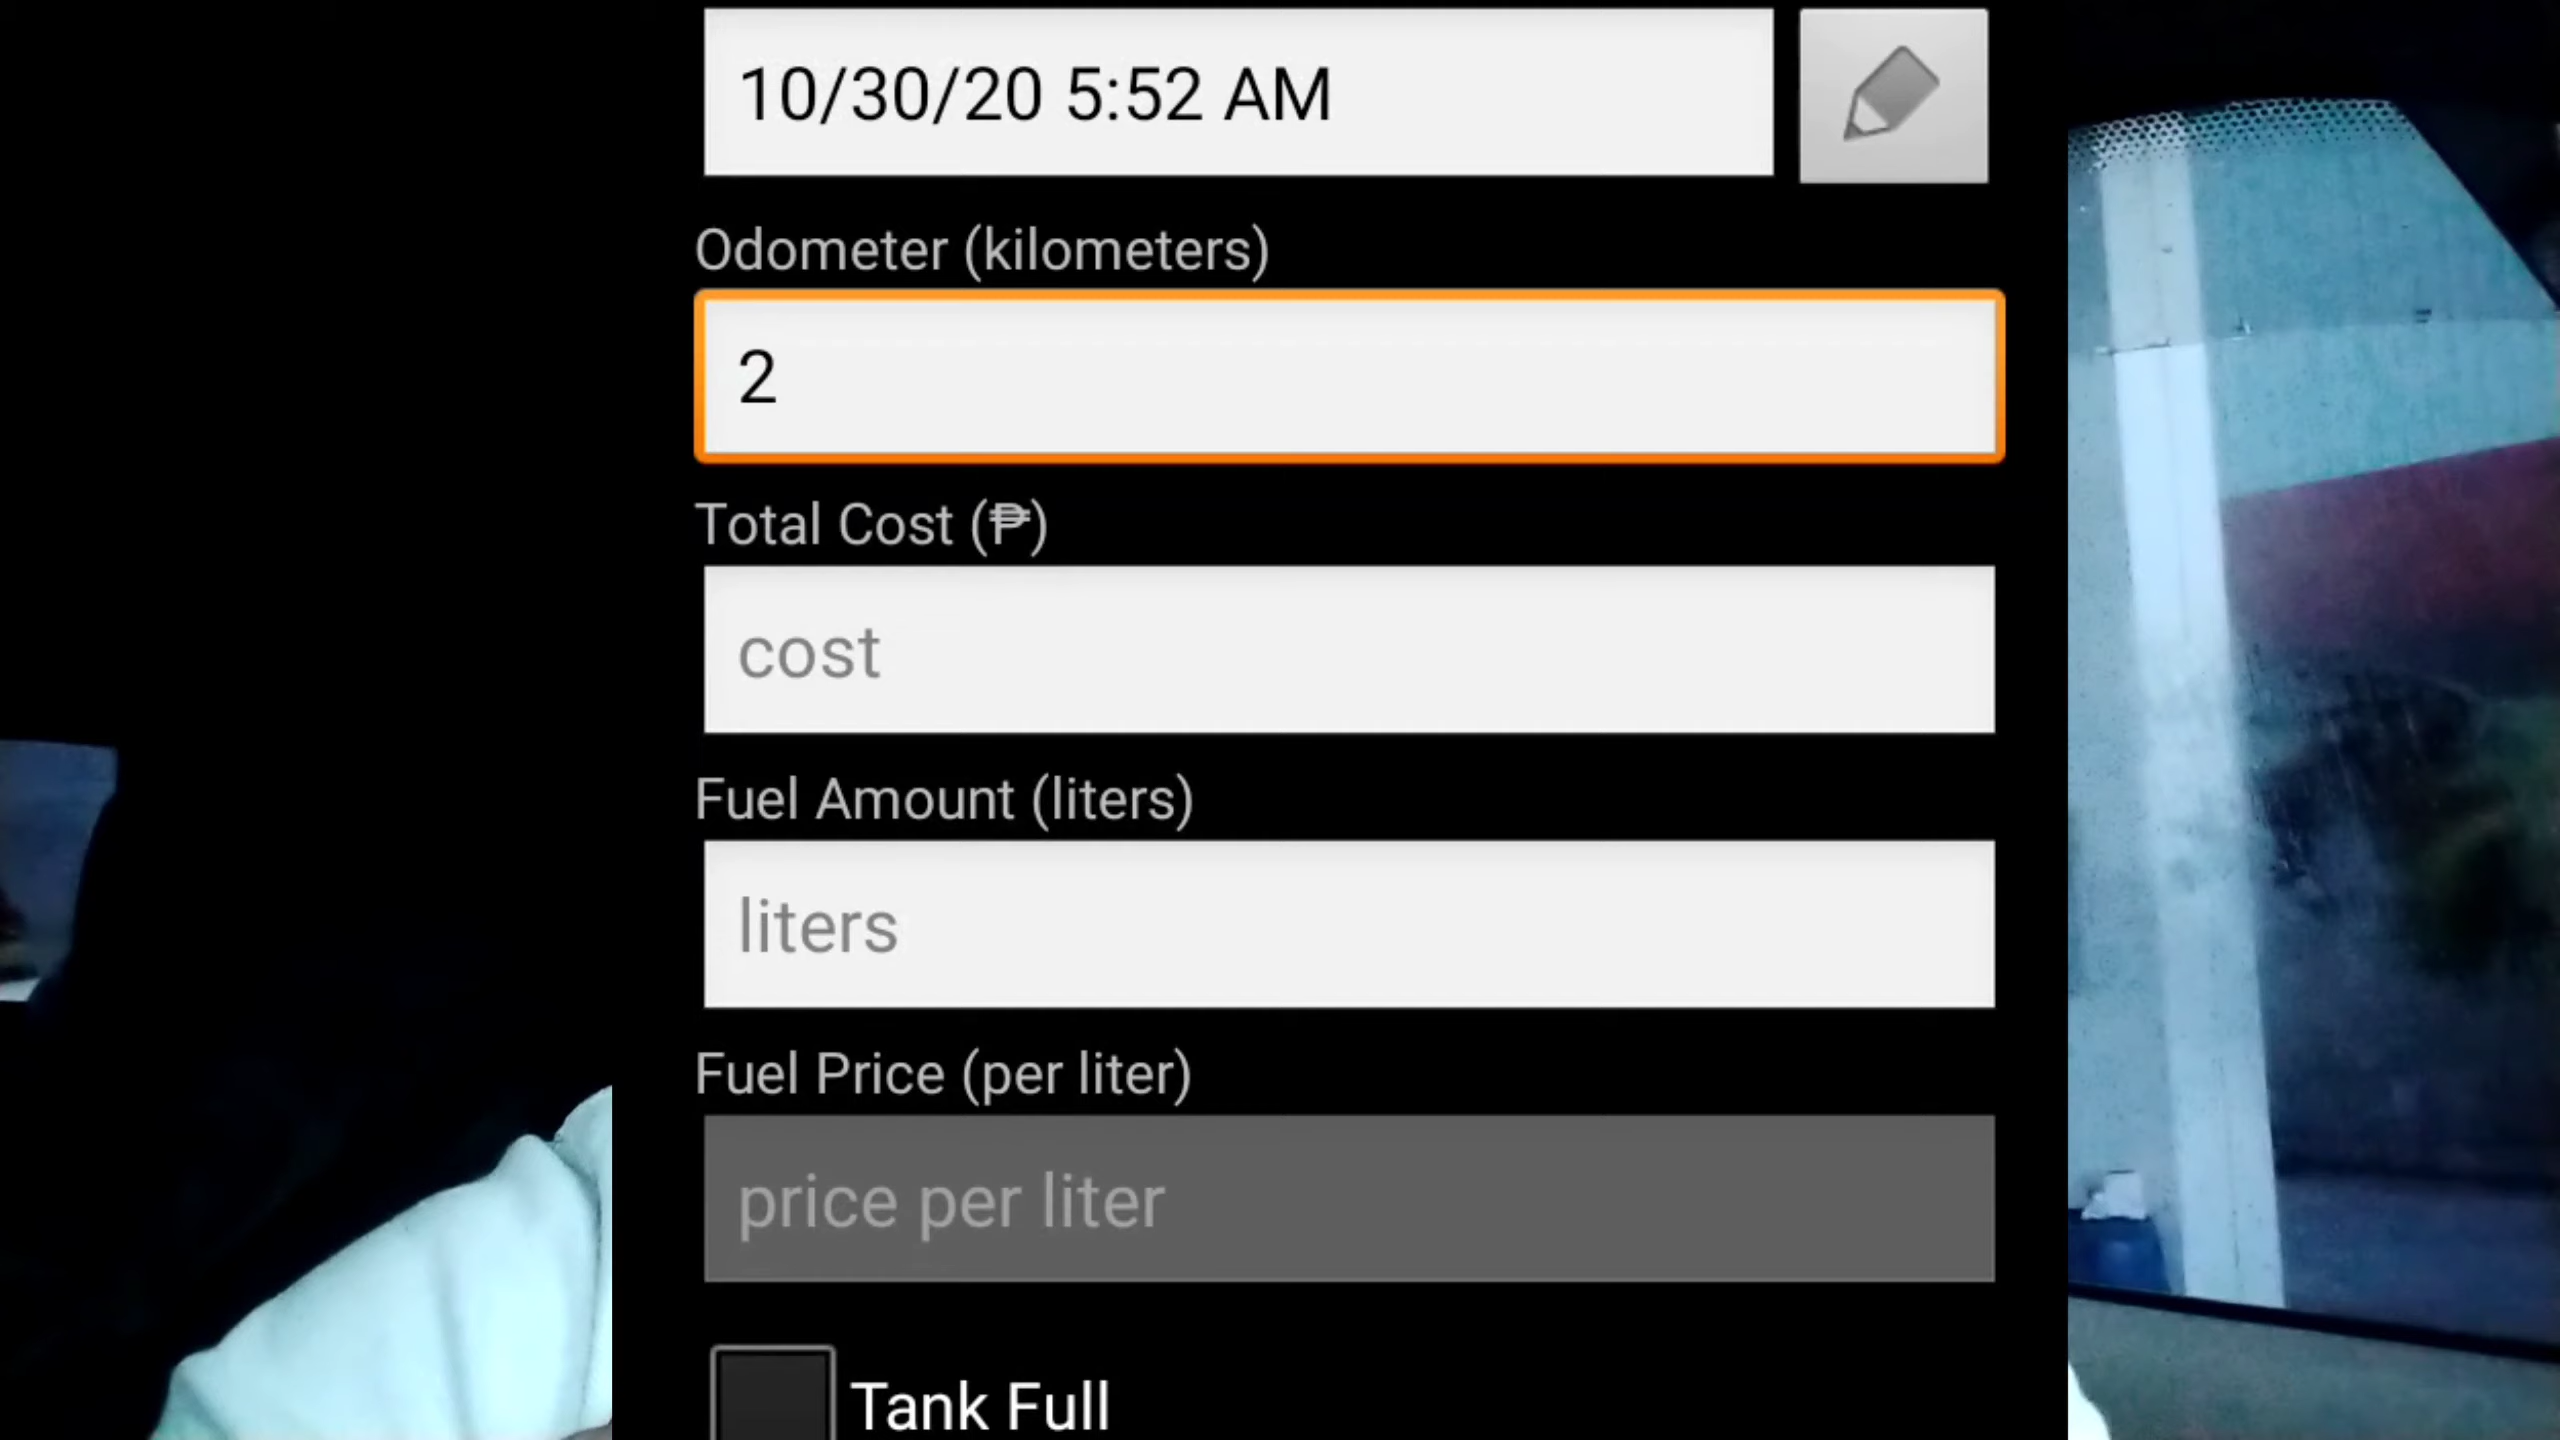 10/30/20 5:52 AM
Odometer (kilometers)
2
Total Cost (₱)
cost
Fuel Amount (liters)
liters
Fuel Price (per liter)
price per liter
Tank Full